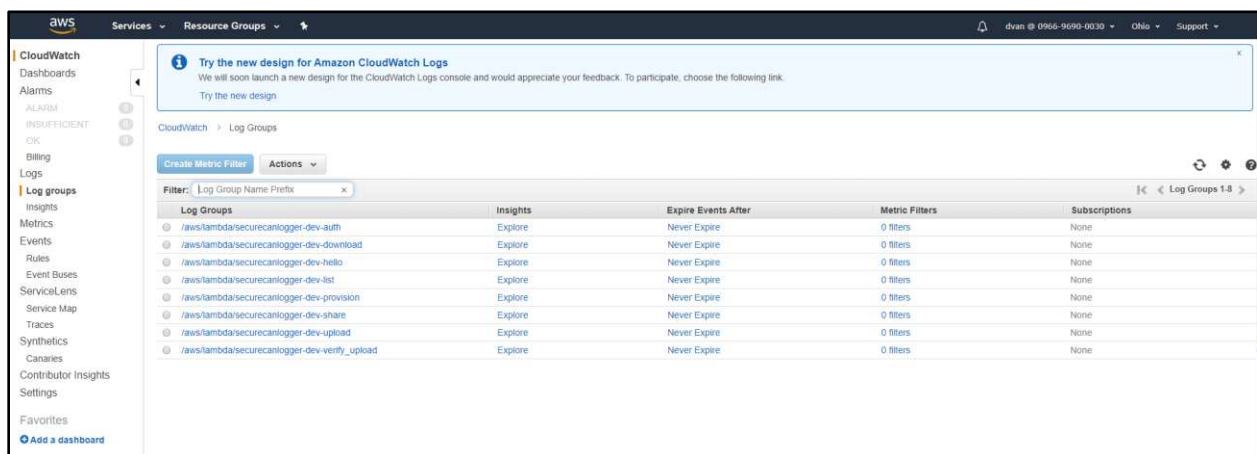 aws Services Resource Groups dvan @ 0966-9690-0030 Ohio Support
CloudWatch
Dashboards
Alarms
ALARM 0
INSUFFICIENT 0
OK 0
Billing
Logs
Log groups
Insights
Metrics
Events
Rules
Event Buses
ServiceLens
Service Map
Traces
Synthetics
Canaries
Contributor Insights
Settings
Favorites
Add a dashboard
Try the new design for Amazon CloudWatch Logs
We will soon launch a new design for the CloudWatch Logs console and would appreciate your feedback. To participate, choose the following link.
Try the new design
CloudWatch > Log Groups
Create Metric Filter Actions
Filter: Log Group Name Prefix x Log Groups 1-8
Log Groups Insights Expire Events After Metric Filters Subscriptions
/aws/lambda/securecanlogger-dev-auth Explore Never Expire 0 filters None
/aws/lambda/securecanlogger-dev-download Explore Never Expire 0 filters None
/aws/lambda/securecanlogger-dev-hello Explore Never Expire 0 filters None
/aws/lambda/securecanlogger-dev-list Explore Never Expire 0 filters None
/aws/lambda/securecanlogger-dev-provision Explore Never Expire 0 filters None
/aws/lambda/securecanlogger-dev-share Explore Never Expire 0 filters None
/aws/lambda/securecanlogger-dev-upload Explore Never Expire 0 filters None
/aws/lambda/securecanlogger-dev-verify_upload Explore Never Expire 0 filters None